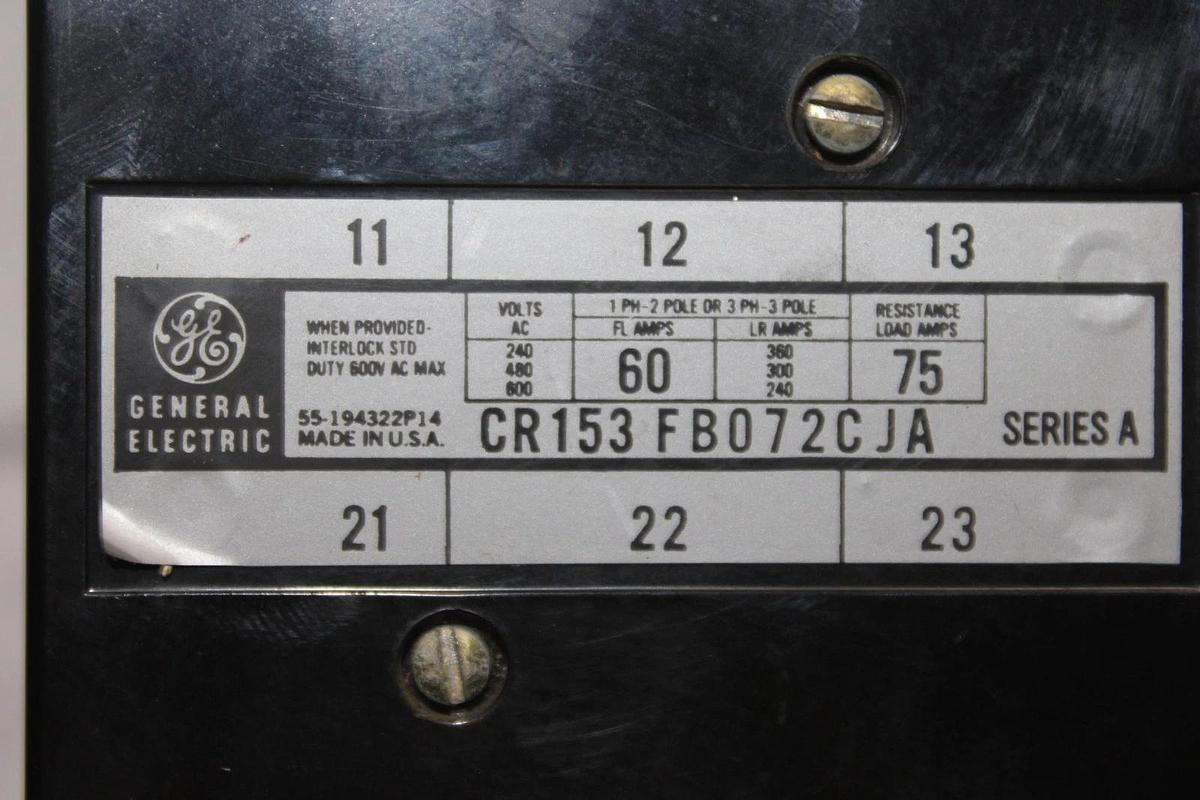 11 12 13
GE
GENERAL
ELECTRIC
WHEN PROVIDED-
INTERLOCK STD
DUTY 600V AC MAX
55-194322P14
MADE IN U.S.A.
VOLTS
AC
1 PH-2 POLE OR 3 PH-3 POLE
RESISTANCE
LOAD AMPS
FL AMPS LR AMPS
240 360
480 60 300 75
600 240
CR153 FB072CJA SERIES A
21 22 23